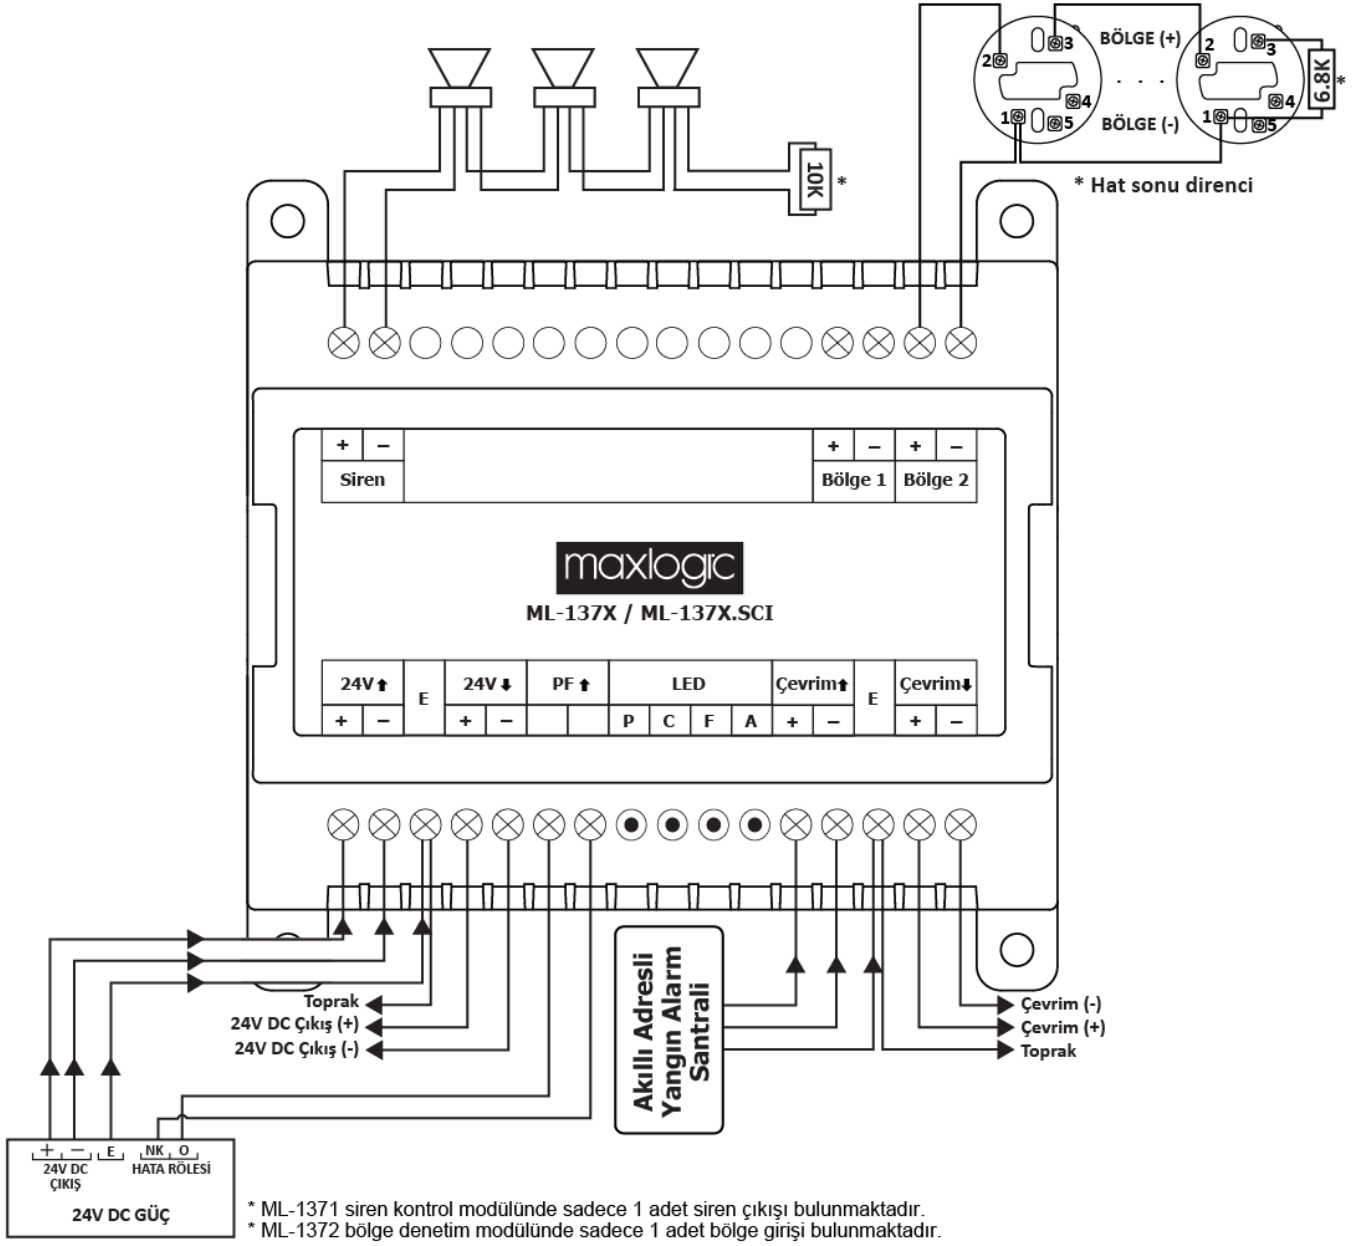 2
3
4
1
5
BÖLGE (+)
. . .
BÖLGE (-)
2
3
4
1
5
6.8K
*
* Hat sonu direnci
10K
*
+ − + − + −
Siren Bölge 1 Bölge 2
maxlogic
ML-137X / ML-137X.SCI
24V⬆ E 24V⬇ PF⬆ LED Çevrim⬆ E Çevrim⬇
+ − + − P C F A + − + −
Toprak
24V DC Çıkış (+)
24V DC Çıkış (-)
Akıllı Adresli
Yangın Alarm
Santrali
Çevrim (-)
Çevrim (+)
Toprak
+ − E NK O
24V DC
ÇIKIŞ
HATA RÖLESİ
24V DC GÜÇ
* ML-1371 siren kontrol modülünde sadece 1 adet siren çıkışı bulunmaktadır.
* ML-1372 bölge denetim modülünde sadece 1 adet bölge girişi bulunmaktadır.